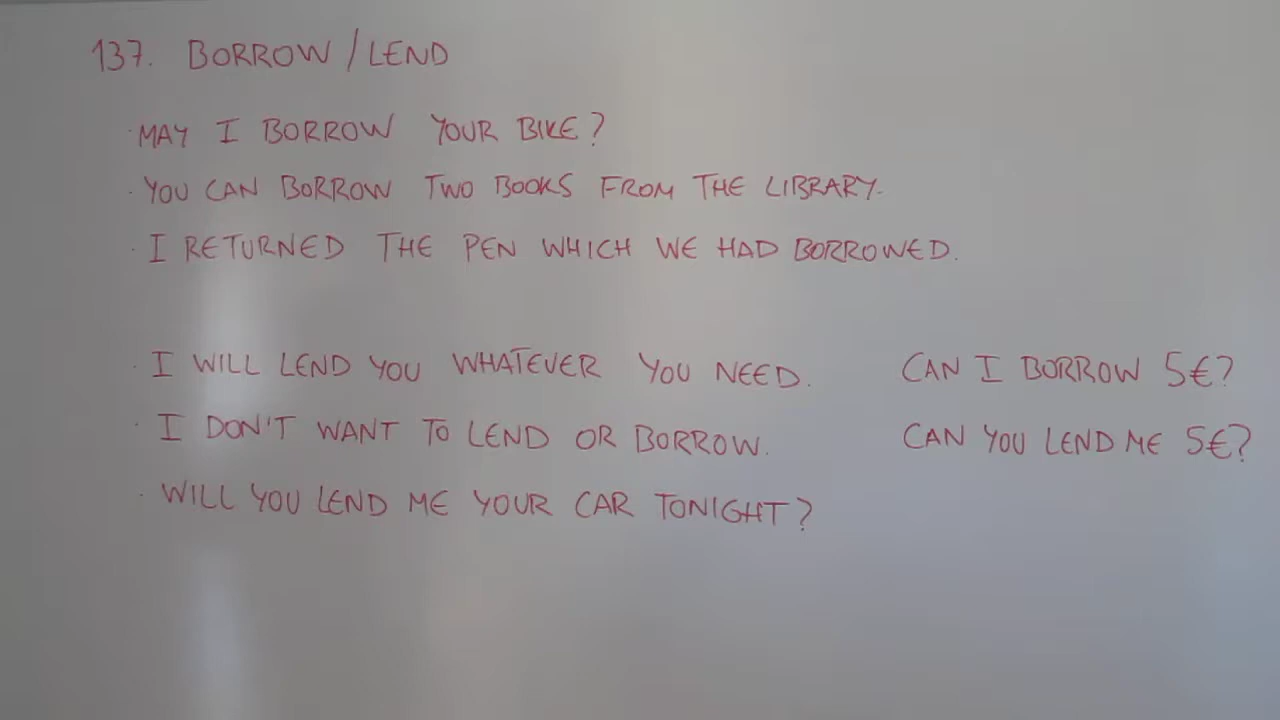 137. BORROW / LEND
· MAY I BORROW YOUR BIKE?
· YOU CAN BORROW TWO BOOKS FROM THE LIBRARY.
· I RETURNED THE PEN WHICH WE HAD BORROWED.
· I WILL LEND YOU WHATEVER YOU NEED.
· I DON'T WANT TO LEND OR BORROW.
· WILL YOU LEND ME YOUR CAR TONIGHT?
CAN I BORROW 5€?
CAN YOU LEND ME 5€?